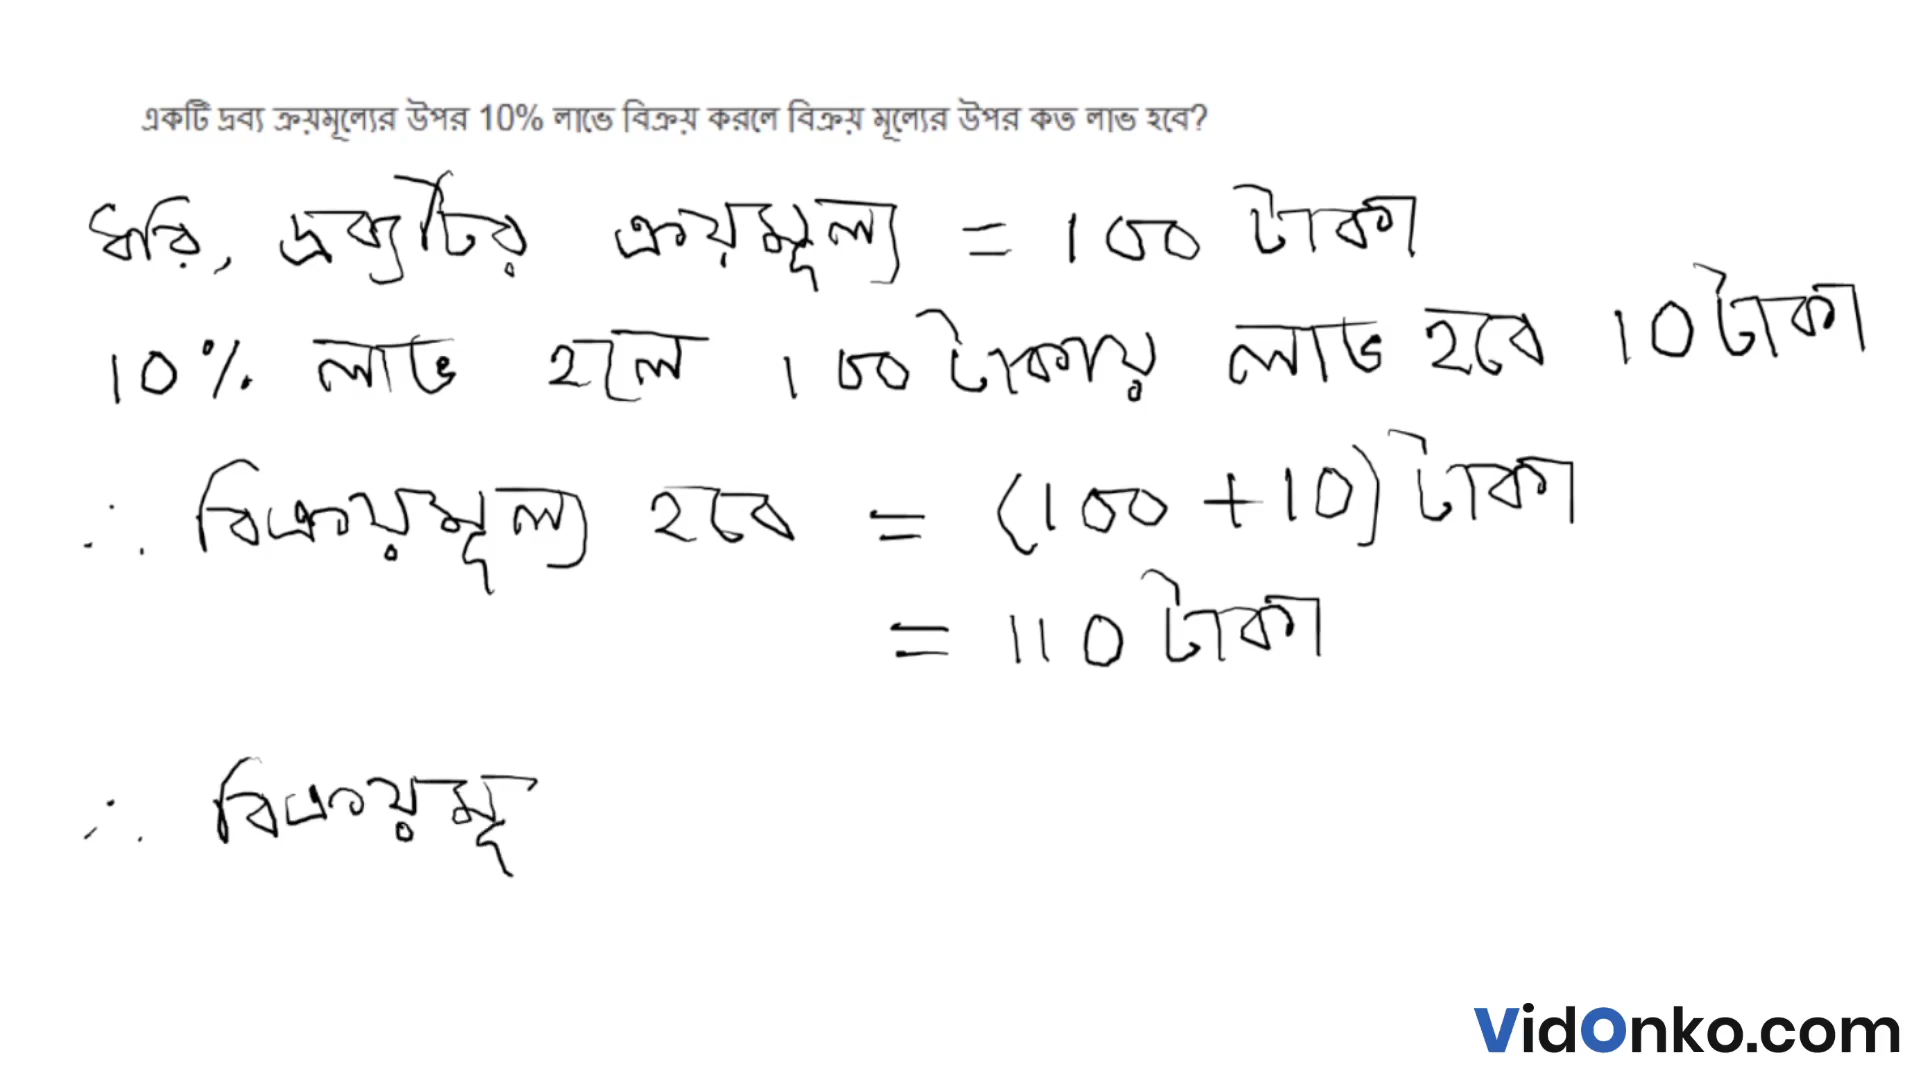 একটি দ্রব্য ক্রয়মূল্যের উপর 10% লাভে বিক্রয় করলে বিক্রয় মূল্যের উপর কত লাভ হবে?
ধরি, দ্রব্যটির ক্রয়মূল্য = 100 টাকা
10% লাভ হলে 100 টাকায় লাভ হবে 10 টাকা
∴ বিক্রয়মূল্য হবে = (100 + 10) টাকা
= 110 টাকা
∴ বিক্রয়মূ
VidOnko.com